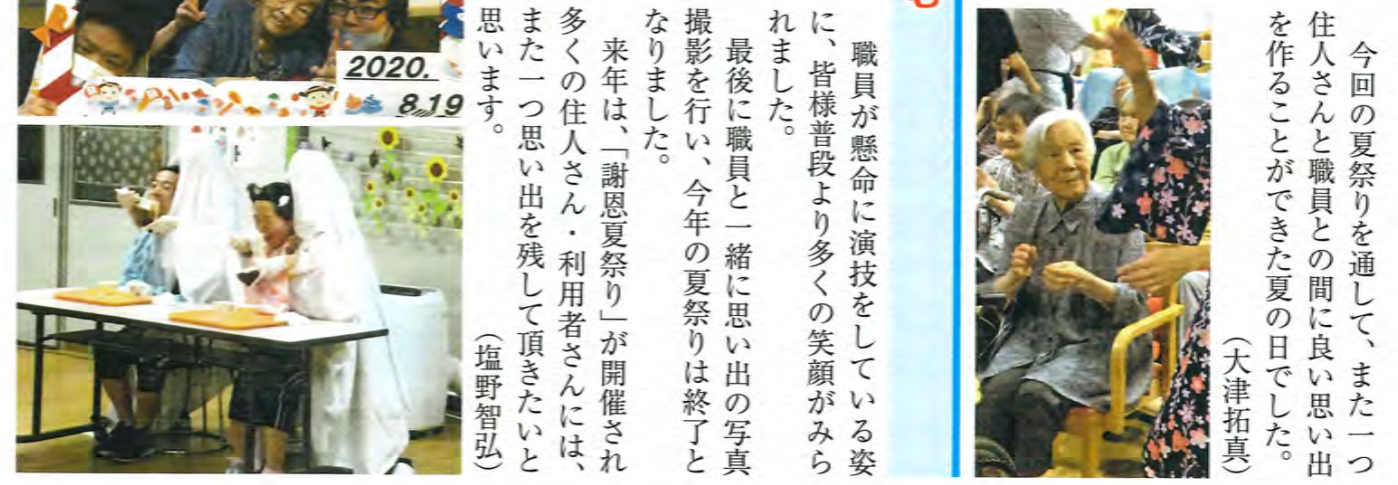 今回の夏祭りを通して、また一つ
住人さんと職員との間に良い思い出
を作ることができた夏の日でした。
（大津拓真）
職員が懸命に演技をしている姿
に、皆様普段より多くの笑顔がみら
れました。
最後に職員と一緒に思い出の写真
撮影を行い、今年の夏祭りは終了と
なりました。
来年は、「謝恩夏祭り」が開催され
多くの住人さん・利用者さんには、
また一つ思い出を残して頂きたいと
思います。
（塩野智弘）
2020.
8.19